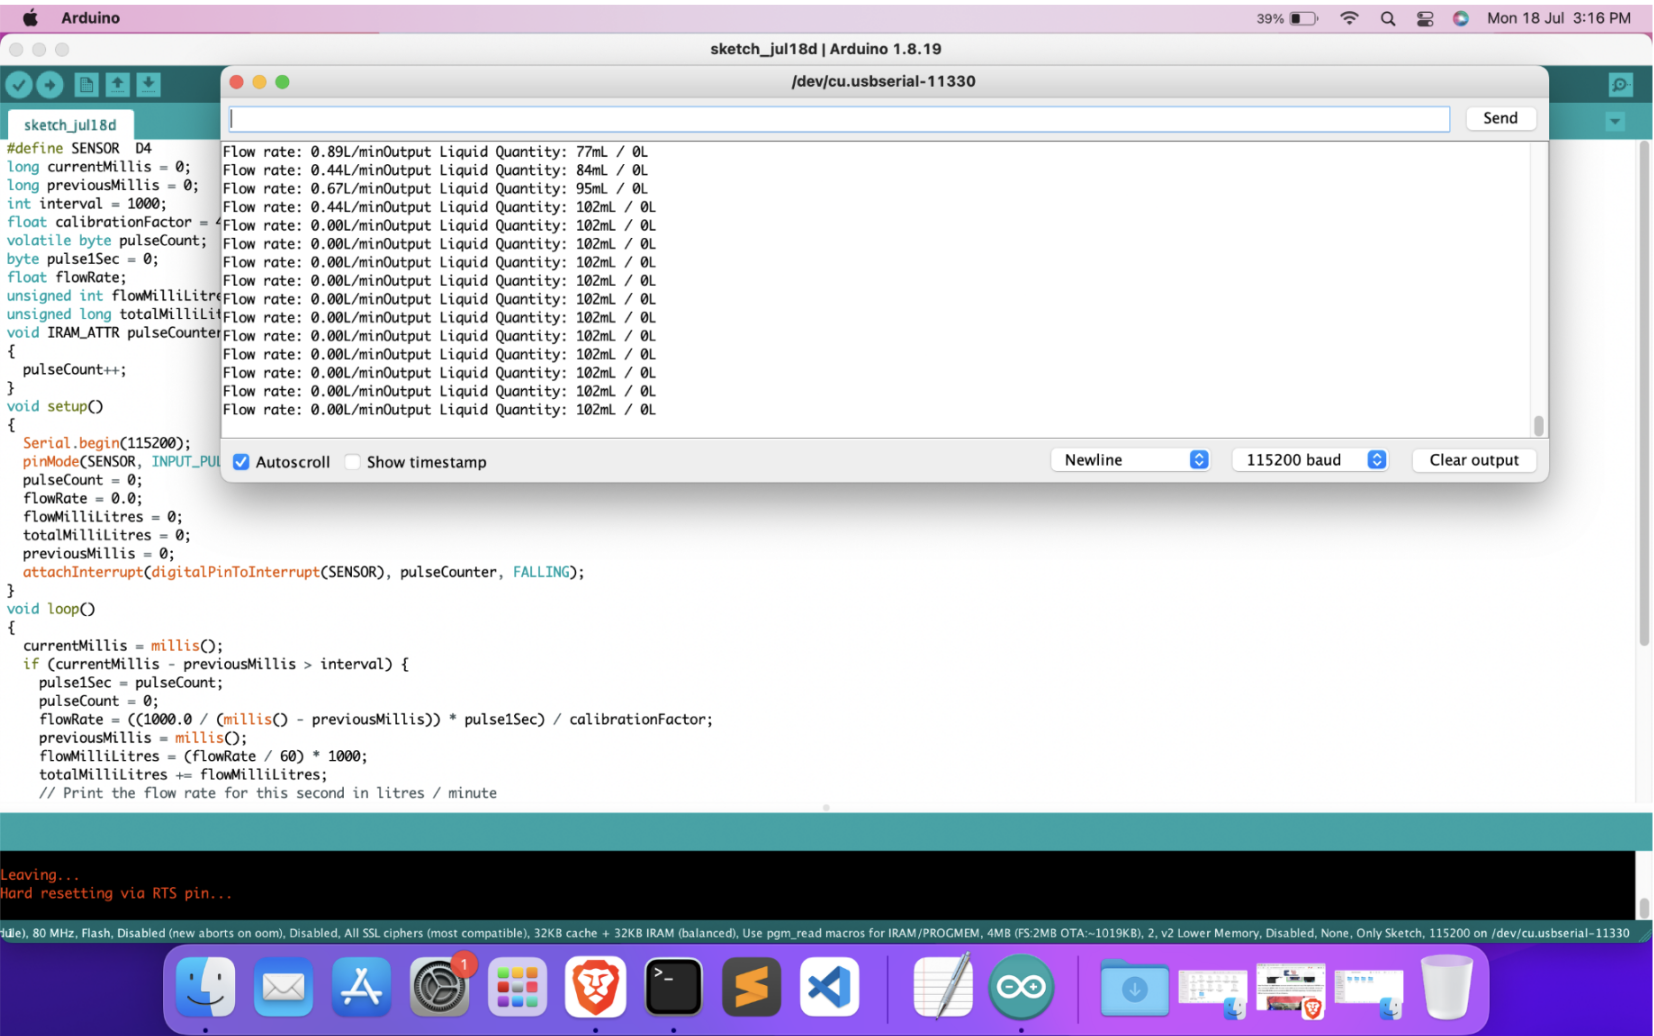 Arduino
39%
Mon 18 Jul 3:16 PM
sketch_jul18d | Arduino 1.8.19
/dev/cu.usbserial-11330
Send
sketch_jul18d
Flow rate: 0.89L/minOutput Liquid Quantity: 77mL / 0L
Flow rate: 0.44L/minOutput Liquid Quantity: 84mL / 0L
Flow rate: 0.67L/minOutput Liquid Quantity: 95mL / 0L
Flow rate: 0.44L/minOutput Liquid Quantity: 102mL / 0L
Flow rate: 0.00L/minOutput Liquid Quantity: 102mL / 0L
Flow rate: 0.00L/minOutput Liquid Quantity: 102mL / 0L
Flow rate: 0.00L/minOutput Liquid Quantity: 102mL / 0L
Flow rate: 0.00L/minOutput Liquid Quantity: 102mL / 0L
Flow rate: 0.00L/minOutput Liquid Quantity: 102mL / 0L
Flow rate: 0.00L/minOutput Liquid Quantity: 102mL / 0L
Flow rate: 0.00L/minOutput Liquid Quantity: 102mL / 0L
Flow rate: 0.00L/minOutput Liquid Quantity: 102mL / 0L
Flow rate: 0.00L/minOutput Liquid Quantity: 102mL / 0L
Flow rate: 0.00L/minOutput Liquid Quantity: 102mL / 0L
Flow rate: 0.00L/minOutput Liquid Quantity: 102mL / 0L
Autoscroll
Show timestamp
Newline
115200 baud
Clear output
#define SENSOR  D4
long currentMillis = 0;
long previousMillis = 0;
int interval = 1000;
float calibrationFactor = 4
volatile byte pulseCount;
byte pulse1Sec = 0;
float flowRate;
unsigned int flowMilliLitre
unsigned long totalMilliLit
void IRAM_ATTR pulseCounter
{
  pulseCount++;
}
void setup()
{
  Serial.begin(115200);
  pinMode(SENSOR, INPUT_PUL
  pulseCount = 0;
  flowRate = 0.0;
  flowMilliLitres = 0;
  totalMilliLitres = 0;
  previousMillis = 0;
  attachInterrupt(digitalPinToInterrupt(SENSOR), pulseCounter, FALLING);
}
void loop()
{
  currentMillis = millis();
  if (currentMillis - previousMillis > interval) {
    pulse1Sec = pulseCount;
    pulseCount = 0;
    flowRate = ((1000.0 / (millis() - previousMillis)) * pulse1Sec) / calibrationFactor;
    previousMillis = millis();
    flowMilliLitres = (flowRate / 60) * 1000;
    totalMilliLitres += flowMilliLitres;
    // Print the flow rate for this second in litres / minute
Leaving...
Hard resetting via RTS pin...
80 MHz, Flash, Disabled (new aborts on oom), Disabled, All SSL ciphers (most compatible), 32KB cache + 32KB IRAM (balanced), Use pgm_read macros for IRAM/PROGMEM, 4MB (FS:2MB OTA:~1019KB), 2, v2 Lower Memory, Disabled, None, Only Sketch, 115200 on /dev/cu.usbserial-11330
1